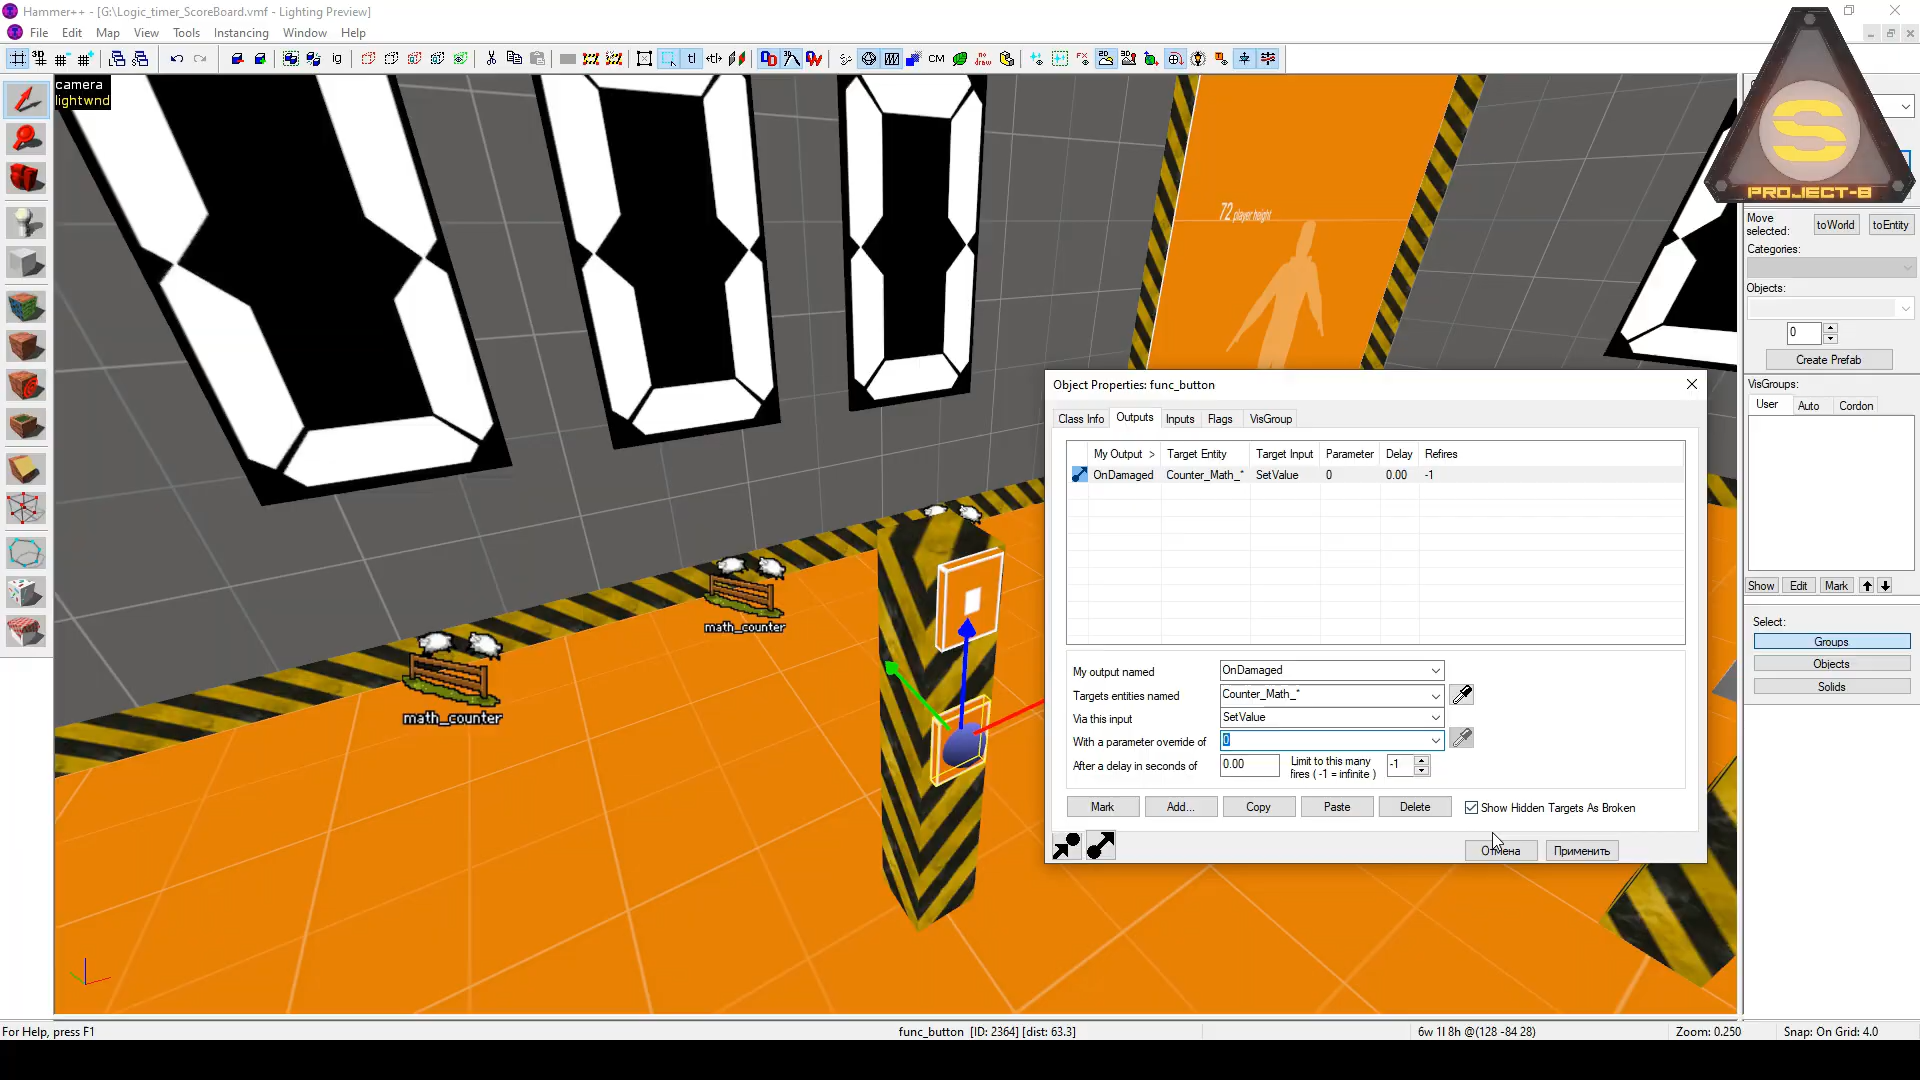 Hammer++ - [G:\Logic_timer_ScoreBoard.vmf - Lighting Preview]
File Edit Map View Tools Instancing Window Help
ig
tl
CM
no draw
camera
lightwnd
72 player height
S
PROJECT-8
Move selected:
toWorld
toEntity
Categories:
Objects:
0
Create Prefab
VisGroups:
User Auto Cordon
Show Edit Mark
Select:
Groups
Objects
Solids
math_counter
math_counter
Object Properties: func_button
Class Info Outputs Inputs Flags VisGroup
My Output > Target Entity Target Input Parameter Delay Refires
OnDamaged Counter_Math_* SetValue 0 0.00 -1
My output named OnDamaged
Targets entities named Counter_Math_*
Via this input SetValue
With a parameter override of 0
After a delay in seconds of 0.00 Limit to this many fires ( -1 = infinite ) -1
Mark Add... Copy Paste Delete Show Hidden Targets As Broken
Отмена Применить
For Help, press F1
func_button [ID: 2364] [dist: 63.3]
6w 1l 8h @(128 -84 28)
Zoom: 0.250
Snap: On Grid: 4.0